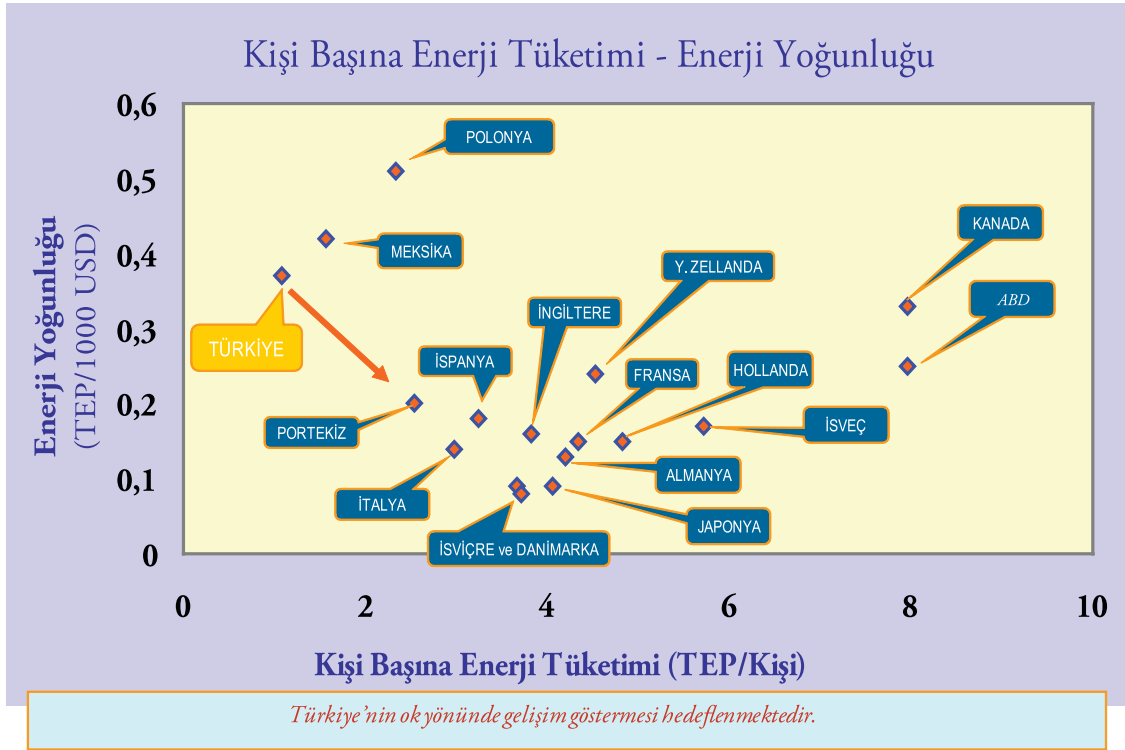 Kişi Başına Enerji Tüketimi - Enerji Yoğunluğu
Enerji Yoğunluğu
(TEP/1000 USD)
0,6
0,5
0,4
0,3
0,2
0,1
0
POLONYA
MEKSİKA
KANADA
Y. ZELLANDA
ABD
İNGİLTERE
TÜRKİYE
İSPANYA
FRANSA
HOLLANDA
PORTEKİZ
İSVEÇ
ALMANYA
İTALYA
JAPONYA
İSVİÇRE ve DANİMARKA
0 2 4 6 8 10
Kişi Başına Enerji Tüketimi (TEP/Kişi)
Türkiye'nin ok yönünde gelişim göstermesi hedeflenmektedir.